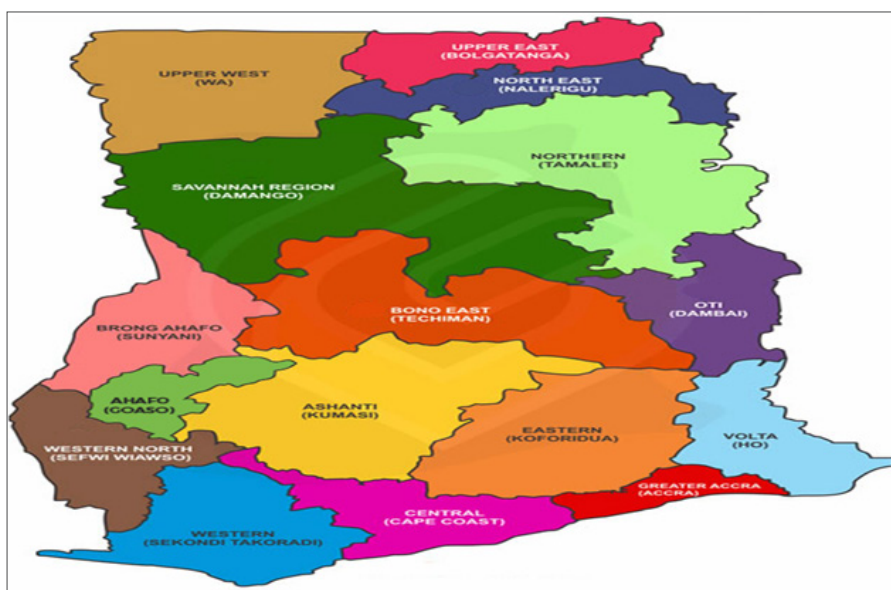 UPPER EAST
(BOLGATANGA)
UPPER WEST
(WA)
NORTH EAST
(NALERIGU)
NORTHERN
(TAMALE)
SAVANNAH REGION
(DAMANGO)
OTI
(DAMBAI)
BONO EAST
(TECHIMAN)
BRONG AHAFO
(SUNYANI)
AHAFO
(GOASO)
ASHANTI
(KUMASI)
EASTERN
(KOFORIDUA)
VOLTA
(HO)
WESTERN NORTH
(SEFWI WIAWSO)
GREATER ACCRA
(ACCRA)
CENTRAL
(CAPE COAST)
WESTERN
(SEKONDI TAKORADI)